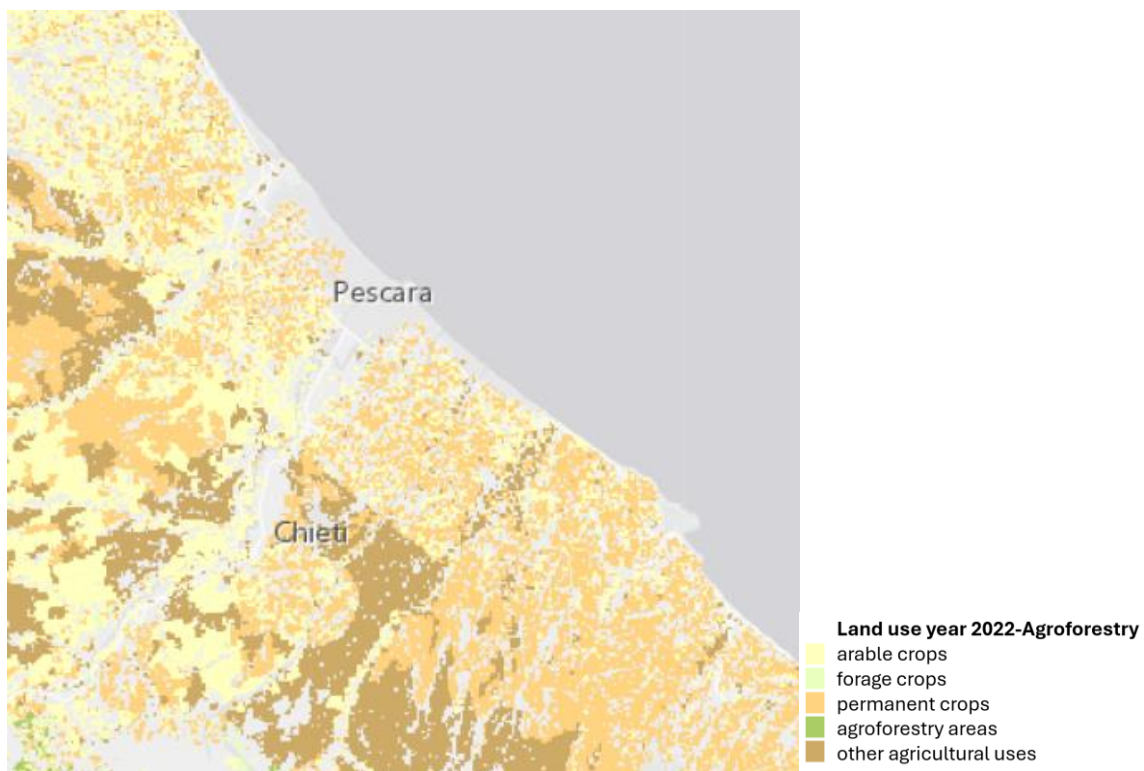 Pescara
Chieti
Land use year 2022-Agroforestry
arable crops
forage crops
permanent crops
agroforestry areas
other agricultural uses